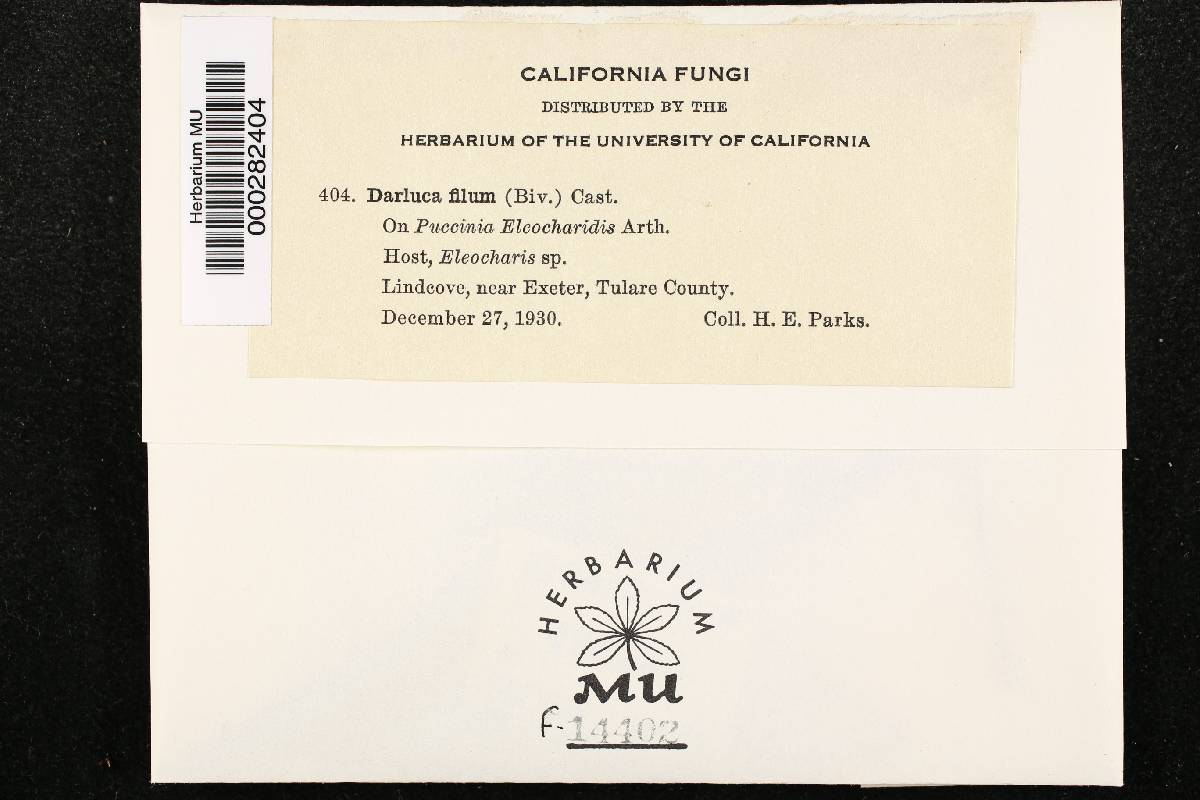 Herbarium MU
000282404
CALIFORNIA FUNGI
DISTRIBUTED BY THE
HERBARIUM OF THE UNIVERSITY OF CALIFORNIA
404. Darluca filum (Biv.) Cast.
On Puccinia Eleocharidis Arth.
Host, Eleocharis sp.
Lindcove, near Exeter, Tulare County.
December 27, 1930. Coll. H. E. Parks.
HERBARIUM
MU
F-14402